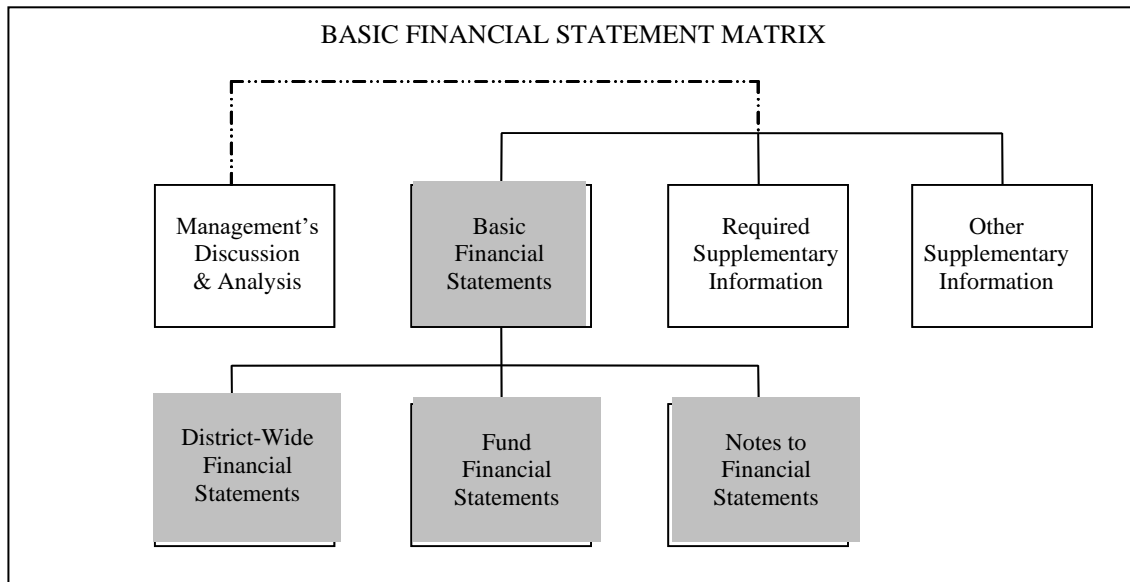 BASIC FINANCIAL STATEMENT MATRIX
Management’s
Discussion
& Analysis
Basic
Financial
Statements
Required
Supplementary
Information
Other
Supplementary
Information
District-Wide
Financial
Statements
Fund
Financial
Statements
Notes to
Financial
Statements